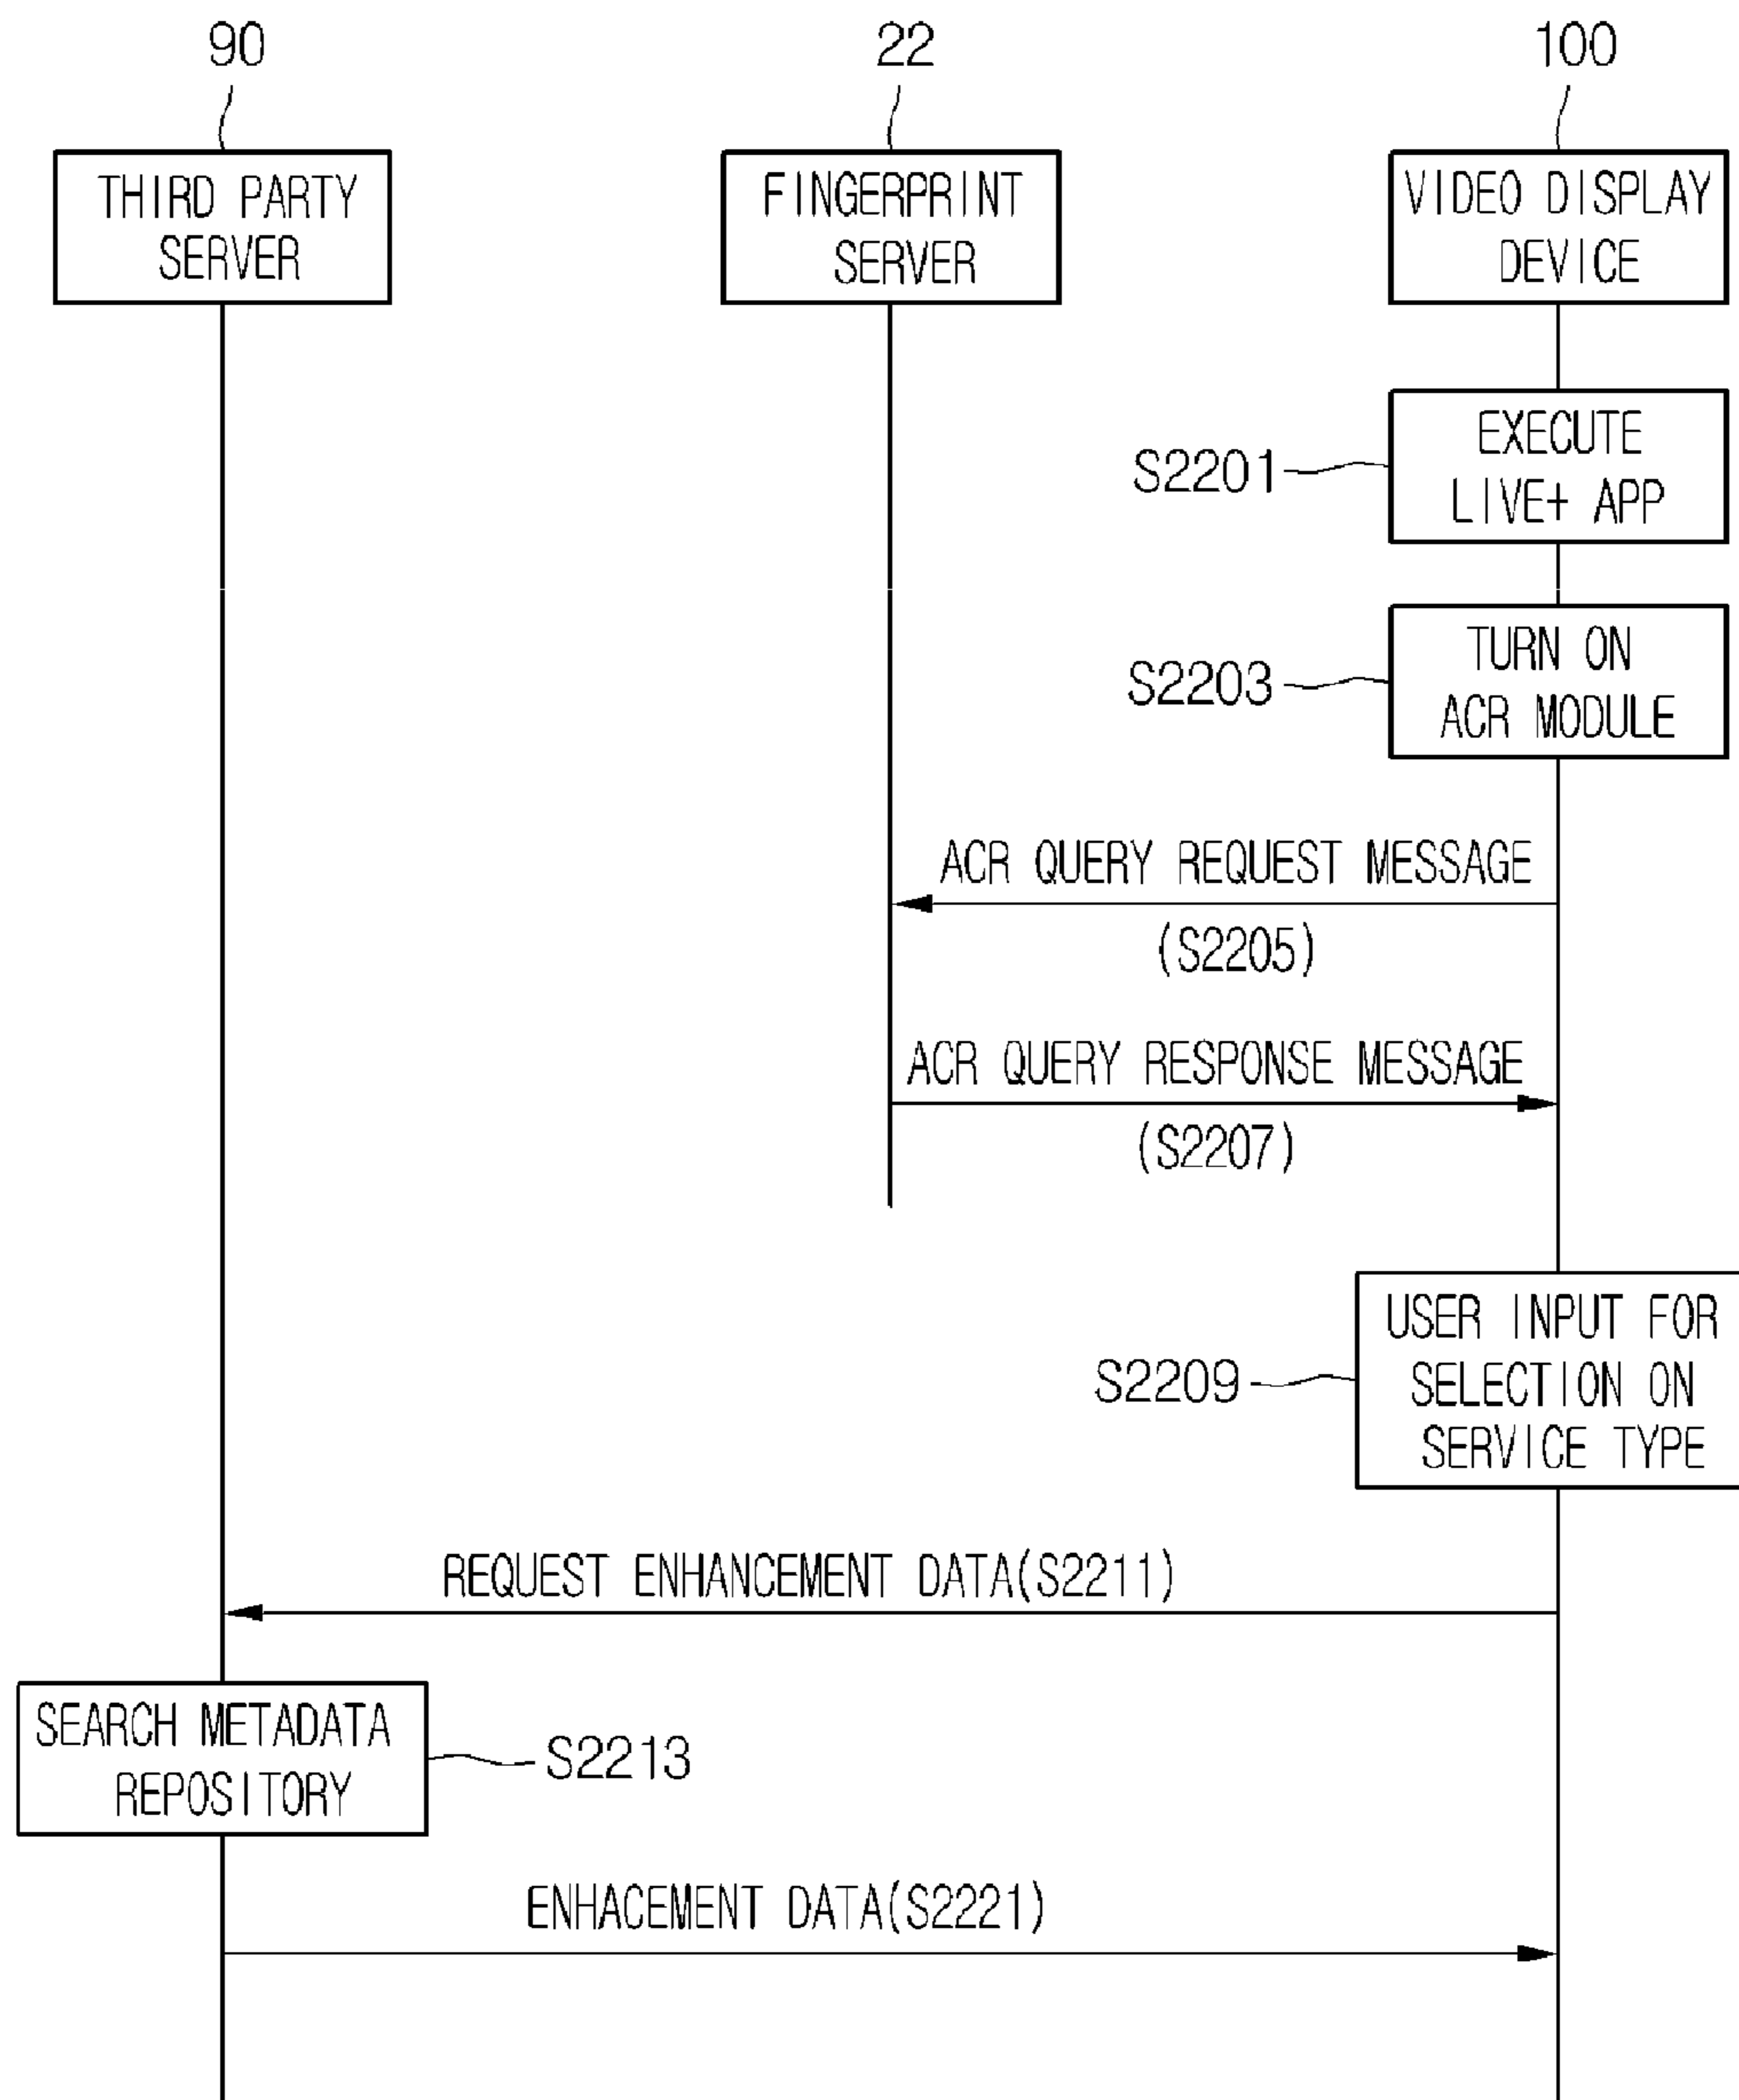 90
22
100
THIRD PARTY
SERVER
FINGERPRINT
SERVER
VIDEO DISPLAY
DEVICE
S2201
EXECUTE
LIVE+ APP
S2203
TURN ON
ACR MODULE
ACR QUERY REQUEST MESSAGE
(S2205)
ACR QUERY RESPONSE MESSAGE
(S2207)
S2209
USER INPUT FOR
SELECTION ON
SERVICE TYPE
REQUEST ENHANCEMENT DATA(S2211)
SEARCH METADATA
REPOSITORY
S2213
ENHACEMENT DATA(S2221)